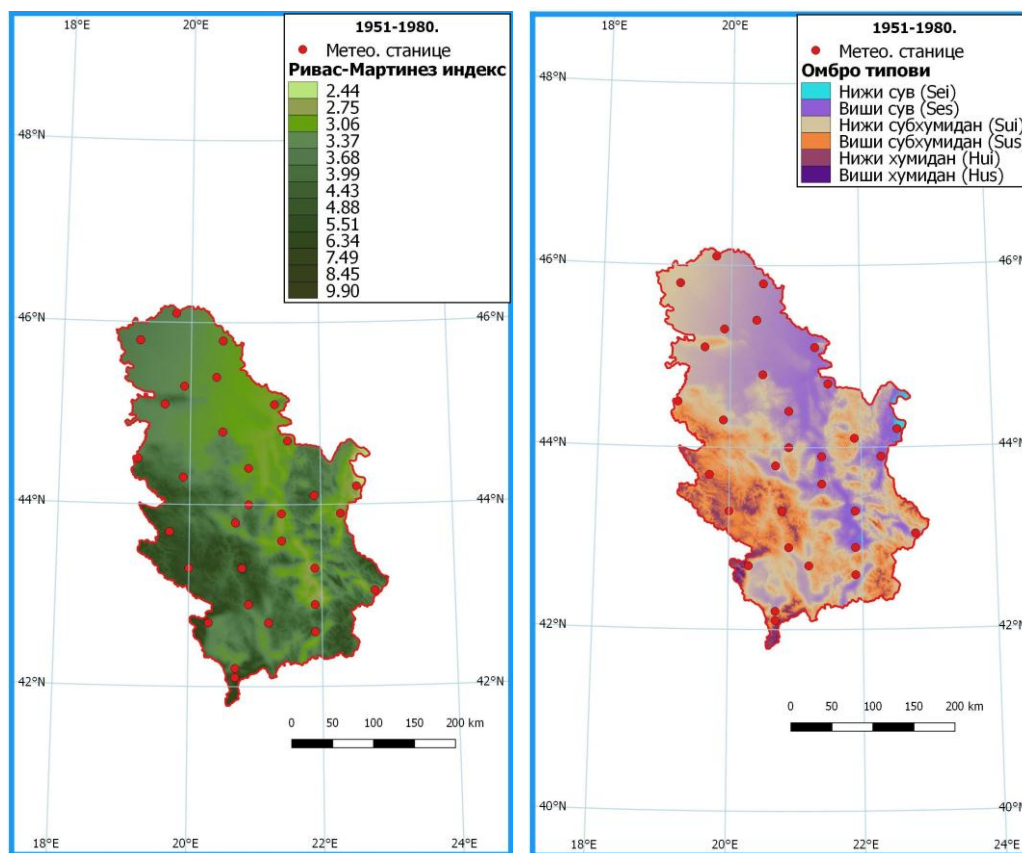 18°E
20°E
1951-1980.
Метео. станице
Ривас-Мартинез индекс
2.44
2.75
3.06
3.37
3.68
3.99
4.43
4.88
5.51
6.34
7.49
8.45
9.90
48°N
46°N
46°N
44°N
44°N
42°N
42°N
0 50 100 150 200 km
18°E
20°E
22°E
24°E
18°E
20°E
1951-1980.
Метео. станице
Омбро типови
Нижи сув (Sei)
Виши сув (Ses)
Нижи субхумидан (Sui)
Виши субхумидан (Sus
Нижи хумидан (Hui)
Виши хумидан (Hus)
48°N
46°N
46°N
44°N
44°N
42°N
42°N
0 50 100 150 200 km
40°N
40°N
18°E
20°E
22°E
24°E